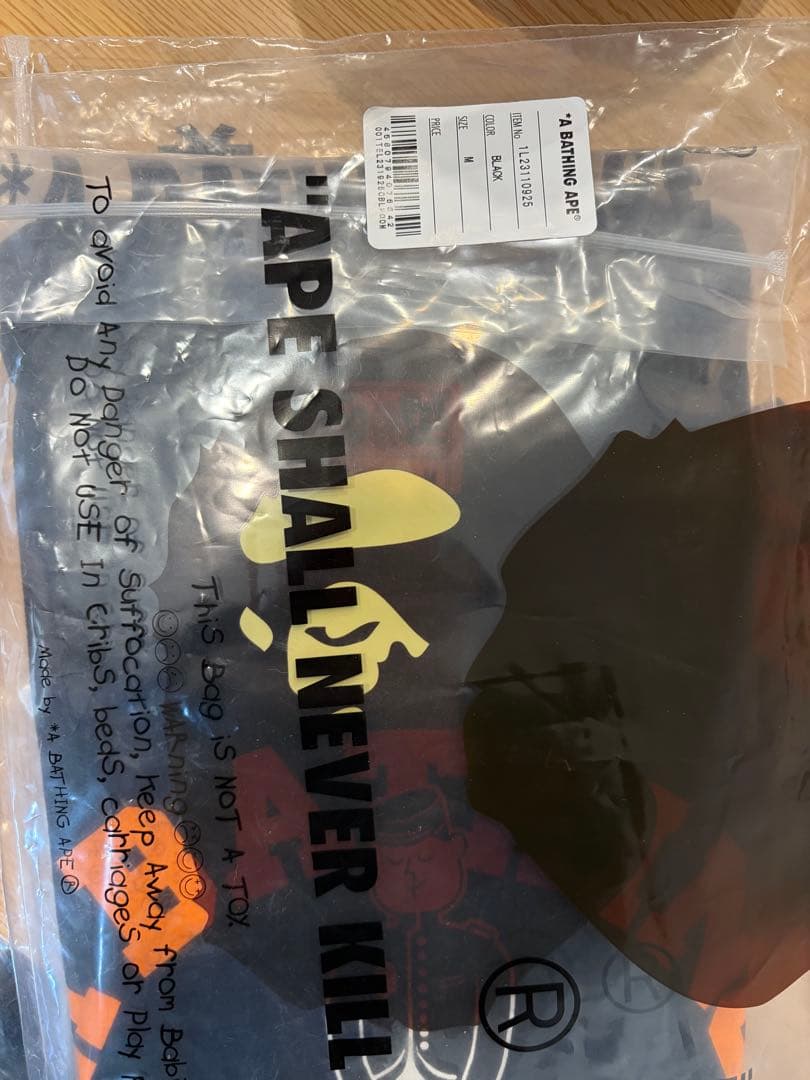 *A BATHING APE®
ITEM No. 1L23110925
COLOR BLACK
SIZE M
PRICE
"APE SHALL NEVER KILL
®
This Bag is NOT A TOY.
WARNING
To avoid Any Danger of suffocation, keep Away from Babi
DO NOT USE In cribs, beds, carriages or play
Made by *A BATHING APE®